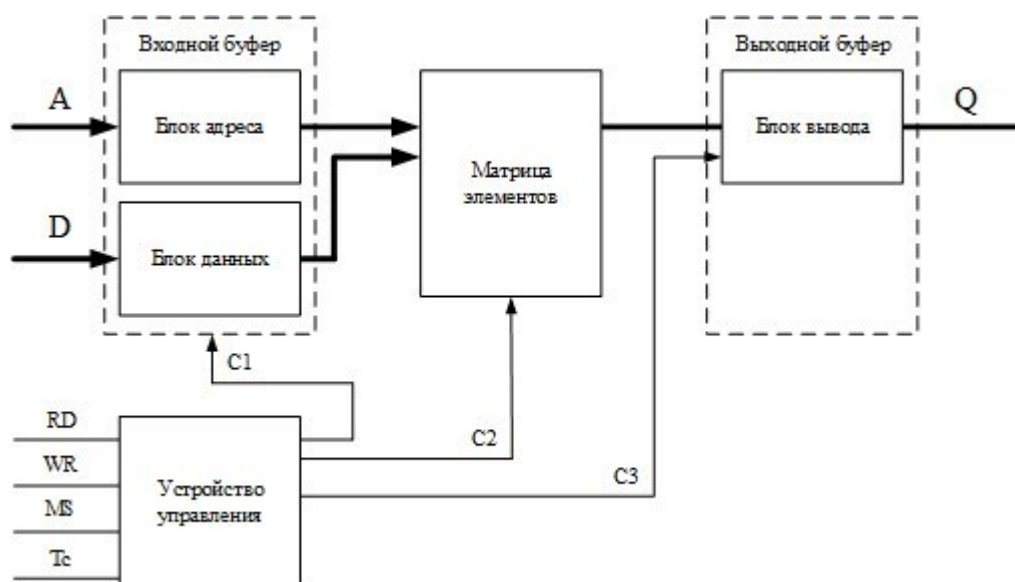 Входной буфер
Выходной буфер
A
Блок адреса
Матрица
элементов
Блок вывода
Q
D
Блок данных
C1
RD
C2
WR
Устройство
управления
C3
MS
Tc